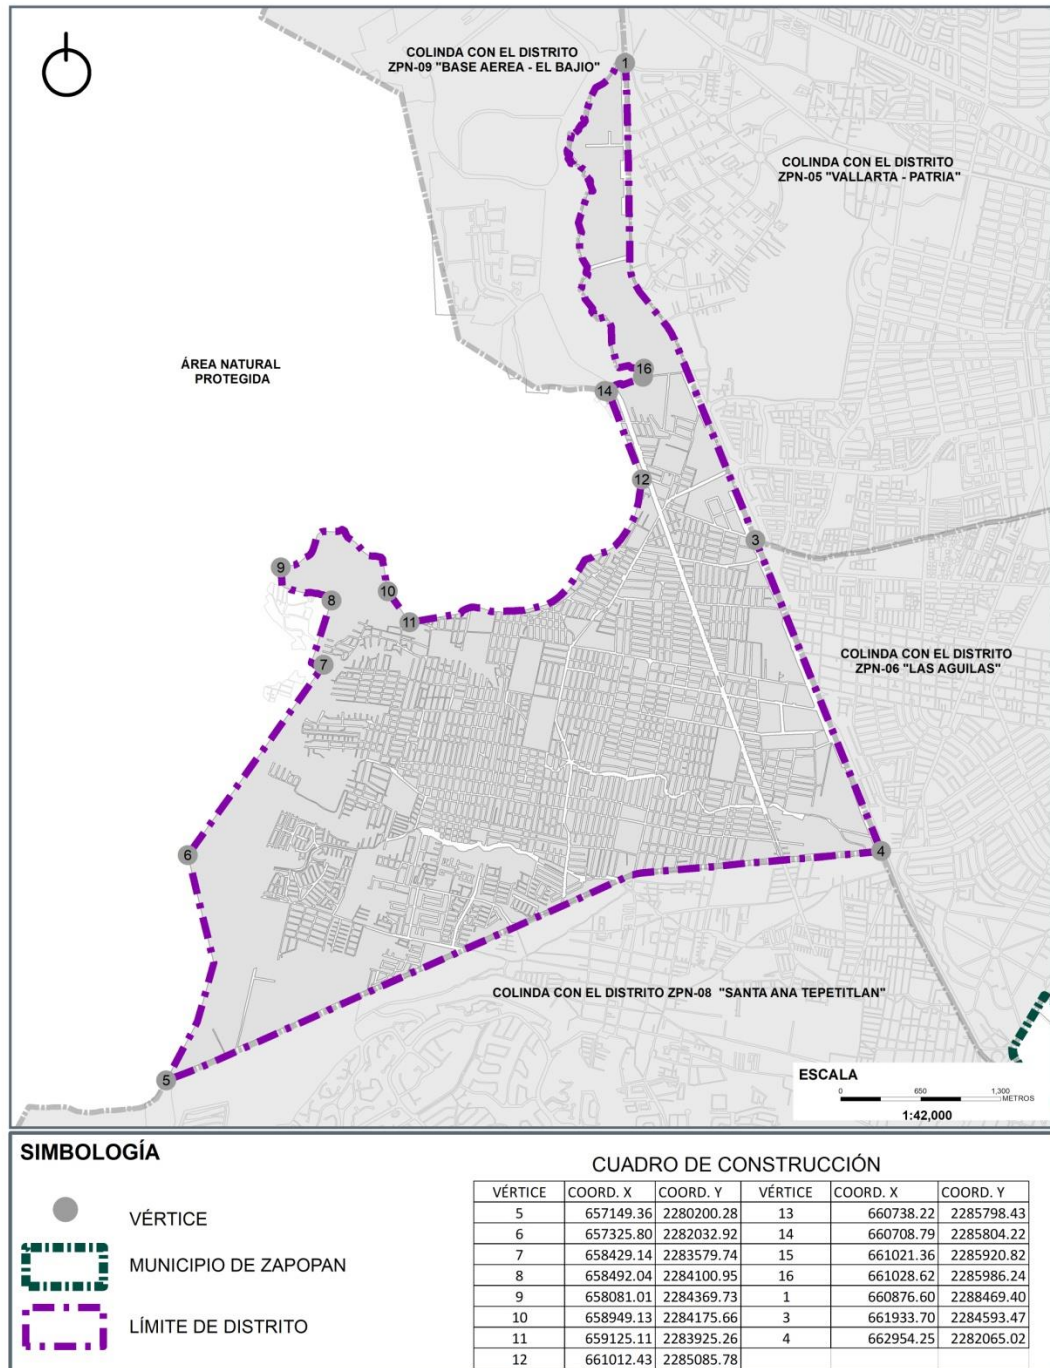 COLINDA CON EL DISTRITO
ZPN-09 "BASE AEREA - EL BAJIO"
1
COLINDA CON EL DISTRITO
ZPN-05 "VALLARTA - PATRIA"
ÁREA NATURAL
PROTEGIDA
16
14
12
3
9
8
10
11
7
COLINDA CON EL DISTRITO
ZPN-06 "LAS AGUILAS"
6
4
COLINDA CON EL DISTRITO ZPN-08 "SANTA ANA TEPETITLAN"
5
ESCALA
0 650 1,300
METROS
1:42,000
SIMBOLOGÍA
VÉRTICE
MUNICIPIO DE ZAPOPAN
LÍMITE DE DISTRITO
CUADRO DE CONSTRUCCIÓN
VÉRTICE COORD. X COORD. Y VÉRTICE COORD. X COORD. Y
5 657149.36 2280200.28 13 660738.22 2285798.43
6 657325.80 2282032.92 14 660708.79 2285804.22
7 658429.14 2283579.74 15 661021.36 2285920.82
8 658492.04 2284100.95 16 661028.62 2285986.24
9 658081.01 2284369.73 1 660876.60 2288469.40
10 658949.13 2284175.66 3 661933.70 2284593.47
11 659125.11 2283925.26 4 662954.25 2282065.02
12 661012.43 2285085.78